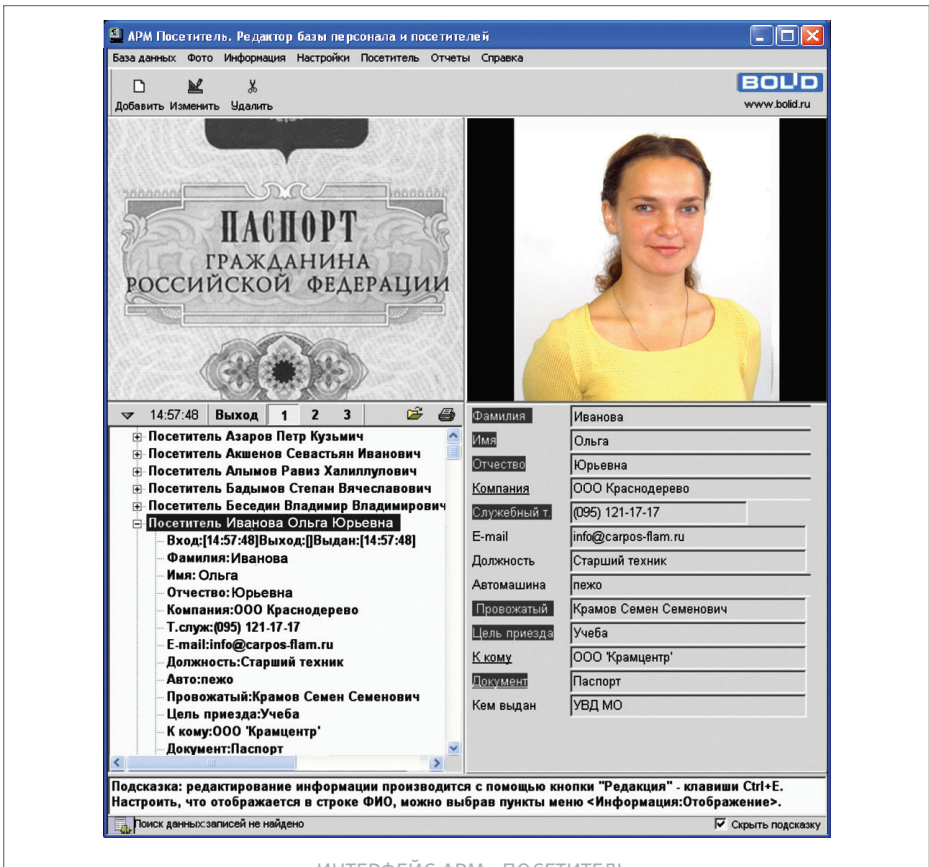 АРМ Посетитель. Редактор базы персонала и посетителей
База данных Фото Информация Настройки Посетитель Отчеты Справка
Добавить Изменить Удалить
BOLID
www.bolid.ru
ПАСПОРТ
ГРАЖДАНИНА
РОССИЙСКОЙ ФЕДЕРАЦИИ
14:57:48 Выход 1 2 3
Посетитель Азаров Петр Кузьмич
Посетитель Акшенов Севастьян Иванович
Посетитель Алымов Равиз Халиллулович
Посетитель Бадымов Степан Вячеславович
Посетитель Беседин Владимир Владимирович
Посетитель Иванова Ольга Юрьевна
Вход:[14:57:48]Выход:[]Выдан:[14:57:48]
Фамилия:Иванова
Имя: Ольга
Отчество:Юрьевна
Компания:ООО Краснодерево
Т.служ:(095) 121-17-17
E-mail:info@carpos-flam.ru
Должность:Старший техник
Авто:пежо
Провожатый:Крамов Семен Семенович
Цель приезда:Учеба
К кому:ООО 'Крамцентр'
Документ:Паспорт
Фамилия Иванова
Имя Ольга
Отчество Юрьевна
Компания ООО Краснодерево
Служебный т. (095) 121-17-17
E-mail info@carpos-flam.ru
Должность Старший техник
Автомашина пежо
Провожатый Крамов Семен Семенович
Цель приезда Учеба
К кому ООО 'Крамцентр'
Документ Паспорт
Кем выдан УВД МО
Подсказка: редактирование информации производится с помощью кнопки "Редакция" - клавиши Ctrl+E.
Настроить, что отображается в строке ФИО, можно выбрав пункты меню <Информация:Отображение>.
Поиск данных:записей не найдено Скрыть подсказку